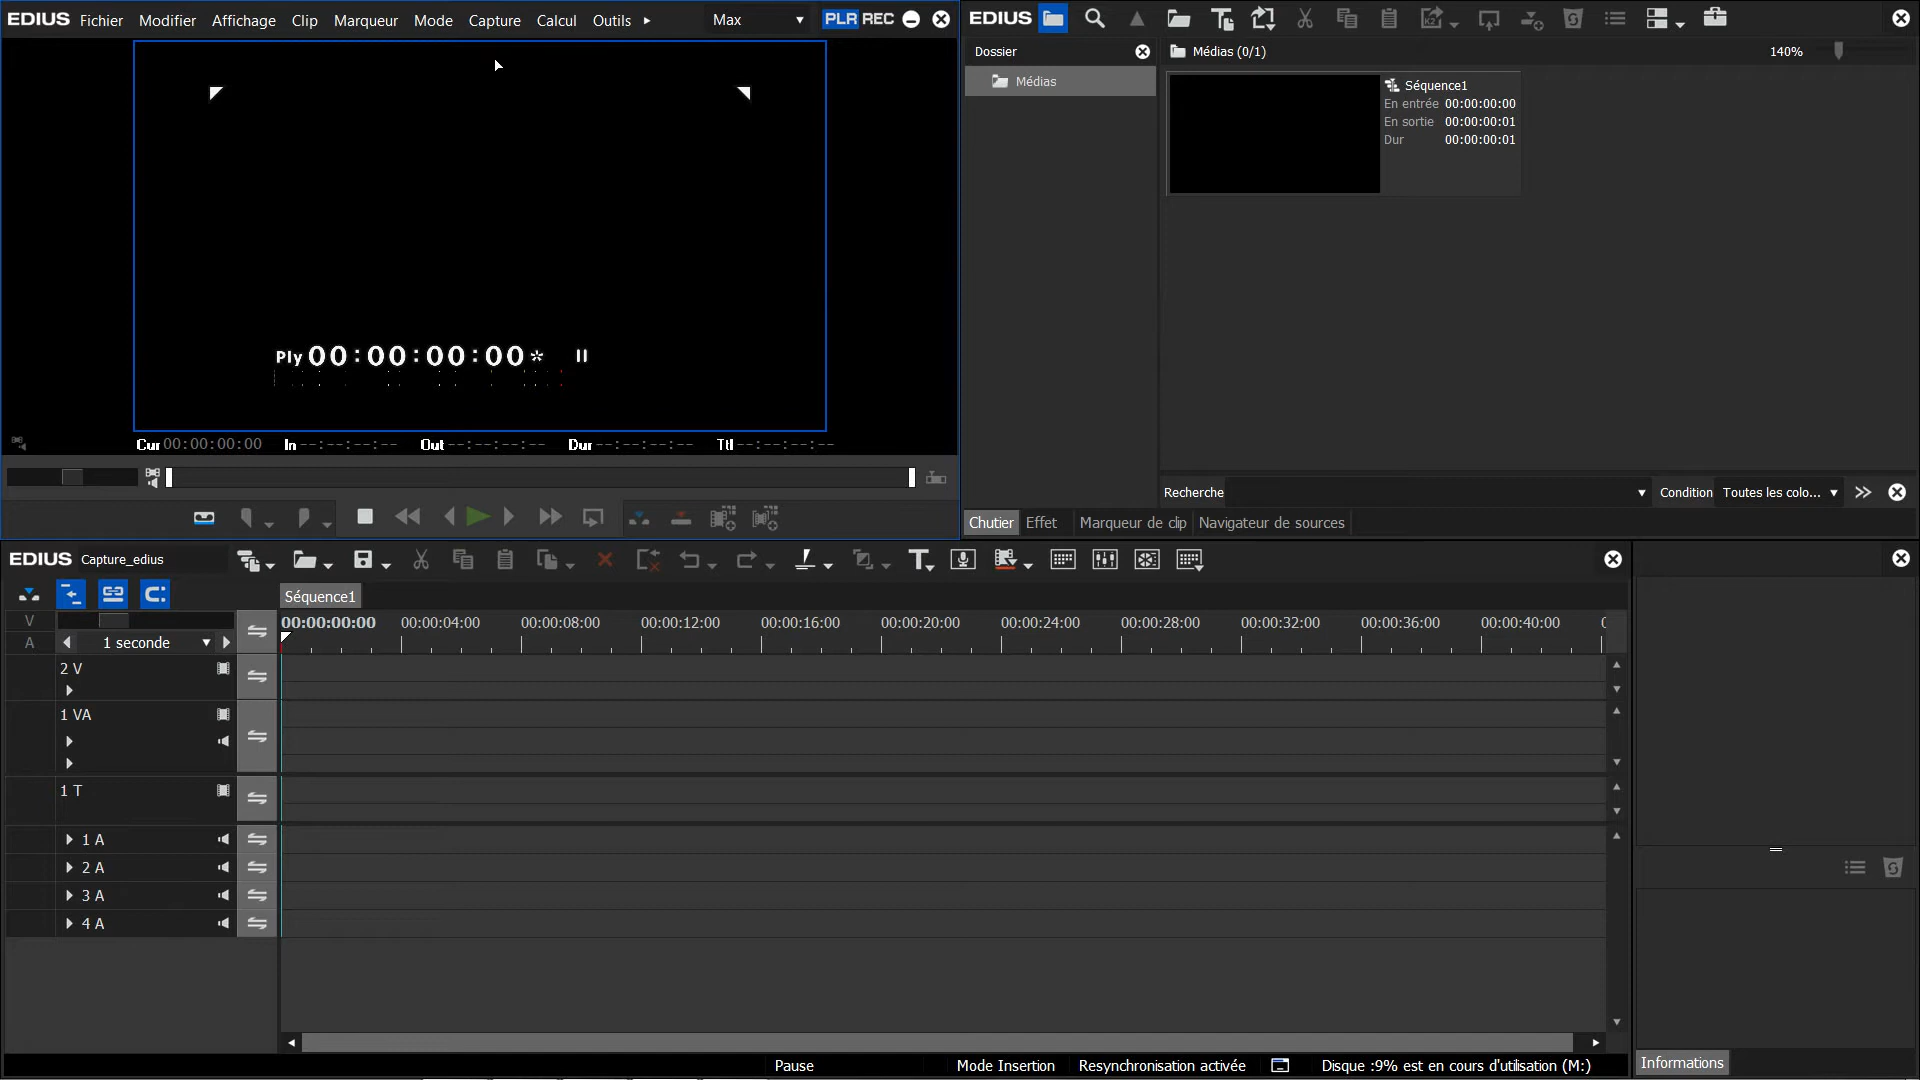 EDIUS Fichier Modifier Affichage Clip Marqueur Mode Capture Calcul Outils Max PLR REC
Ply 00:00:00:00* II
Cur 00:00:00:00 In --:--:--:-- Out --:--:--:-- Dur --:--:--:-- Ttl --:--:--:--
EDIUS
Dossier
Médias
Médias (0/1) 140%
Séquence1
En entrée 00:00:00:00
En sortie 00:00:00:01
Dur 00:00:00:01
Recherche Condition Toutes les colo...
Chutier Effet Marqueur de clip Navigateur de sources
EDIUS Capture_edius
Séquence1
V
A 1 seconde
00:00:00:00 00:00:04:00 00:00:08:00 00:00:12:00 00:00:16:00 00:00:20:00 00:00:24:00 00:00:28:00 00:00:32:00 00:00:36:00 00:00:40:00
2 V
1 VA
1 T
1 A
2 A
3 A
4 A
Informations
Pause Mode Insertion Resynchronisation activée Disque :9% est en cours d'utilisation (M:)